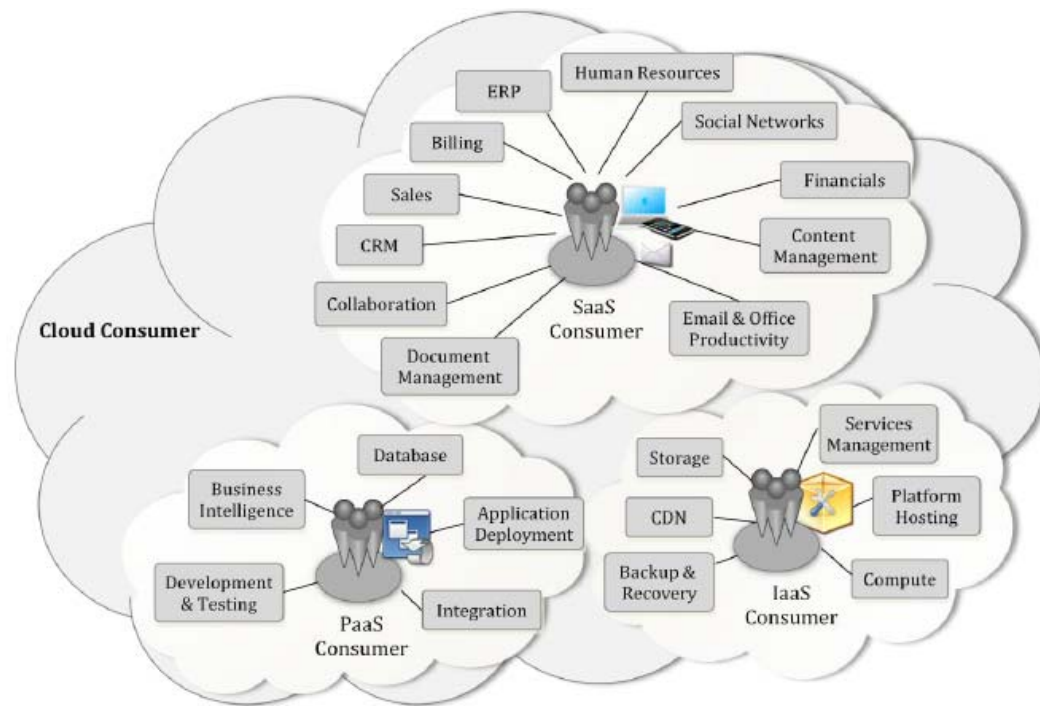 Human Resources
ERP
Social Networks
Billing
Financials
Sales
CRM
Content
Management
Collaboration
SaaS
Consumer
Email & Office
Productivity
Document
Management
Cloud Consumer
Database
Business
Intelligence
Application
Deployment
Development
& Testing
Integration
PaaS
Consumer
Services
Management
Storage
Platform
Hosting
CDN
Backup &
Recovery
Compute
IaaS
Consumer